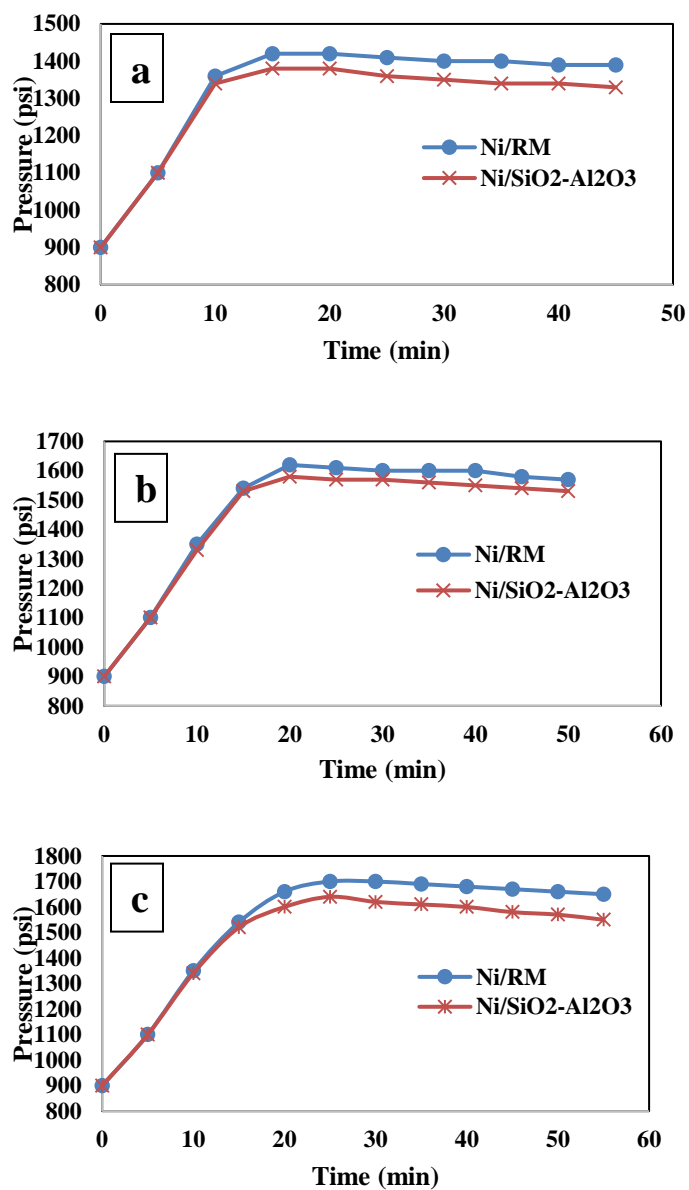 1500
1400
1300
1200
1100
1000
900
800
Pressure (psi)
a
Ni/RM
Ni/SiO2-Al2O3
0 10 20 30 40 50
Time (min)
1700
1600
1500
1400
1300
1200
1100
1000
900
800
Pressure (psi)
b
Ni/RM
Ni/SiO2-Al2O3
0 10 20 30 40 50 60
Time (min)
1800
1700
1600
1500
1400
1300
1200
1100
1000
900
800
Pressure (psi)
c
Ni/RM
Ni/SiO2-Al2O3
0 10 20 30 40 50 60
Time (min)